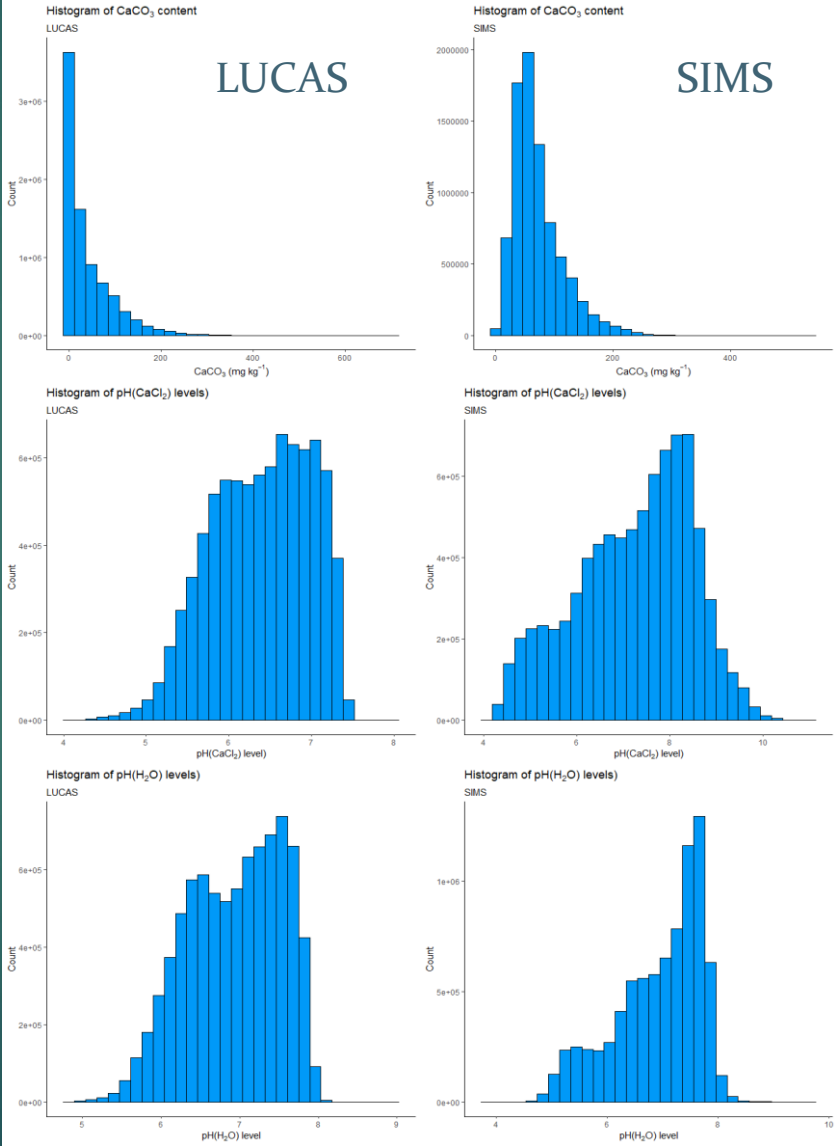 Histogram of CaCO₃ content
LUCAS
LUCAS
3e+06
2e+06
1e+06
0e+00
Count
0
200
400
600
CaCO₃ (mg kg⁻¹)
Histogram of CaCO₃ content
SIMS
SIMS
2000000
1500000
1000000
500000
0
Count
0
200
400
CaCO₃ (mg kg⁻¹)
Histogram of pH(CaCl₂) levels)
LUCAS
6e+05
4e+05
2e+05
0e+00
Count
4
5
6
7
8
pH(CaCl₂) level)
Histogram of pH(CaCl₂) levels)
SIMS
6e+05
4e+05
2e+05
0e+00
Count
4
6
8
10
pH(CaCl₂) level)
Histogram of pH(H₂O) levels)
LUCAS
6e+05
4e+05
2e+05
0e+00
Count
5
6
7
8
9
pH(H₂O) level
Histogram of pH(H₂O) levels)
SIMS
1e+06
5e+05
0e+00
Count
4
6
8
10
pH(H₂O) level